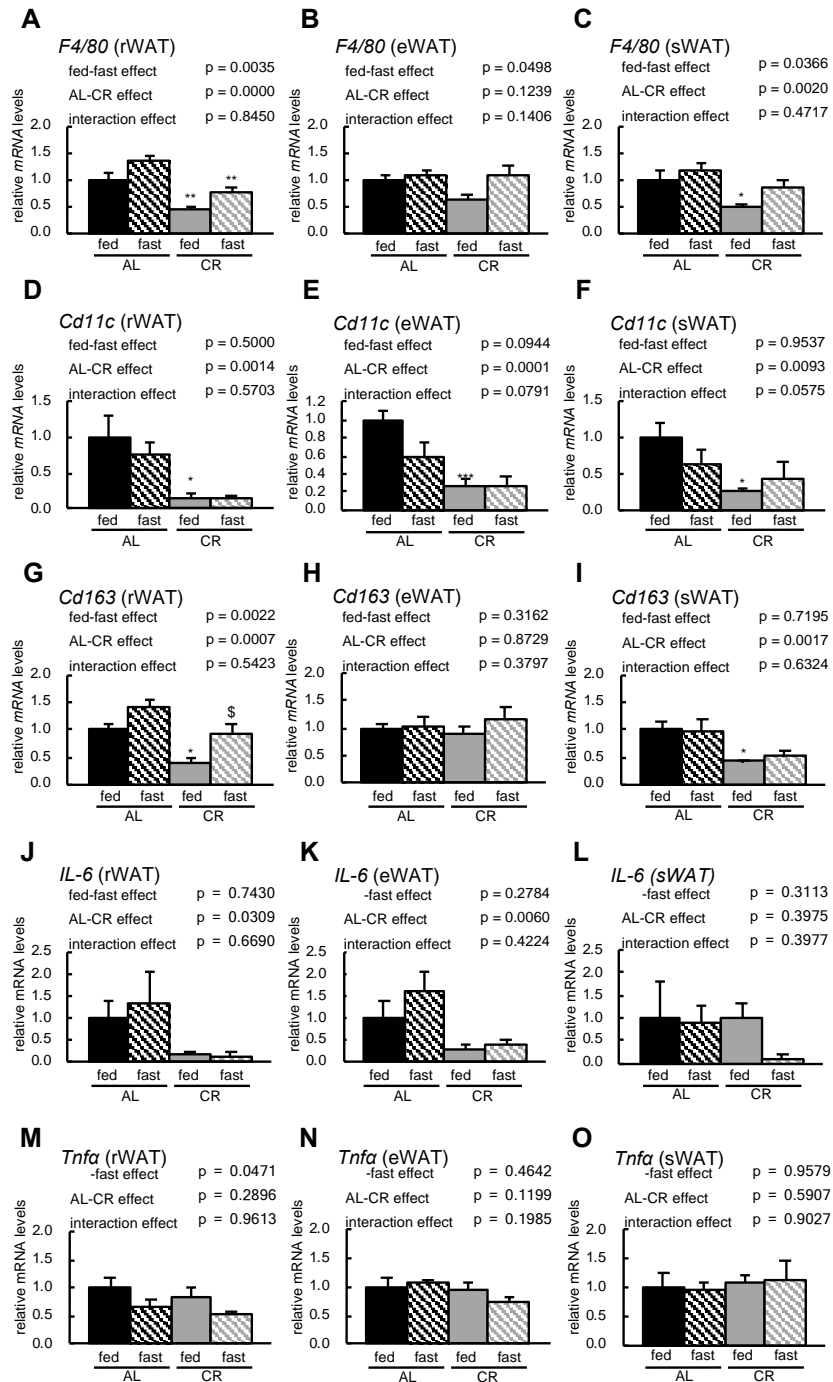 A
F4/80 (rWAT)
fed-fast effect p = 0.0035
AL-CR effect p = 0.0000
interaction effect p = 0.8450
relative mRNA levels
2.0
1.5
1.0
0.5
0.0
** **
fed fast fed fast
AL CR
B
F4/80 (eWAT)
fed-fast effect p = 0.0498
AL-CR effect p = 0.1239
interaction effect p = 0.1406
2.0
1.5
1.0
0.5
0.0
fed fast fed fast
AL CR
C
F4/80 (sWAT)
fed-fast effect p = 0.0366
AL-CR effect p = 0.0020
interaction effect p = 0.4717
2.0
1.5
1.0
0.5
0.0
*
fed fast fed fast
AL CR
D
Cd11c (rWAT)
fed-fast effect p = 0.5000
AL-CR effect p = 0.0014
interaction effect p = 0.5703
relative mRNA levels
1.5
1.0
0.5
0.0
*
fed fast fed fast
AL CR
E
Cd11c (eWAT)
fed-fast effect p = 0.0944
AL-CR effect p = 0.0001
interaction effect p = 0.0791
1.2
1.0
0.8
0.6
0.4
0.2
0.0
***
fed fast fed fast
AL CR
F
Cd11c (sWAT)
fed-fast effect p = 0.9537
AL-CR effect p = 0.0093
interaction effect p = 0.0575
1.5
1.0
0.5
0.0
*
fed fast fed fast
AL CR
G
Cd163 (rWAT)
fed-fast effect p = 0.0022
AL-CR effect p = 0.0007
interaction effect p = 0.5423
relative mRNA levels
2.0
1.5
1.0
0.5
0.0
* $
fed fast fed fast
AL CR
H
Cd163 (eWAT)
fed-fast effect p = 0.3162
AL-CR effect p = 0.8729
interaction effect p = 0.3797
2.0
1.5
1.0
0.5
0.0
fed fast fed fast
AL CR
I
Cd163 (sWAT)
fed-fast effect p = 0.7195
AL-CR effect p = 0.0017
interaction effect p = 0.6324
2.0
1.5
1.0
0.5
0.0
*
fed fast fed fast
AL CR
J
IL-6 (rWAT)
fed-fast effect p = 0.7430
AL-CR effect p = 0.0309
interaction effect p = 0.6690
relative mRNA levels
2.5
2.0
1.5
1.0
0.5
0.0
fed fast fed fast
AL CR
K
IL-6 (eWAT)
-fast effect p = 0.2784
AL-CR effect p = 0.0060
interaction effect p = 0.4224
relative mRNA levels
2.5
2.0
1.5
1.0
0.5
0.0
fed fast fed fast
AL CR
L
IL-6 (sWAT)
-fast effect p = 0.3113
AL-CR effect p = 0.3975
interaction effect p = 0.3977
relative mRNA levels
2.5
2.0
1.5
1.0
0.5
0.0
fed fast fed fast
AL CR
M
Tnfα (rWAT)
-fast effect p = 0.0471
AL-CR effect p = 0.2896
interaction effect p = 0.9613
relative mRNA levels
2.0
1.5
1.0
0.5
0.0
fed fast fed fast
AL CR
N
Tnfα (eWAT)
-fast effect p = 0.4642
AL-CR effect p = 0.1199
interaction effect p = 0.1985
relative mRNA levels
2.0
1.5
1.0
0.5
0.0
fed fast fed fast
AL CR
O
Tnfα (sWAT)
-fast effect p = 0.9579
AL-CR effect p = 0.5907
interaction effect p = 0.9027
relative mRNA levels
2.0
1.5
1.0
0.5
0.0
fed fast fed fast
AL CR